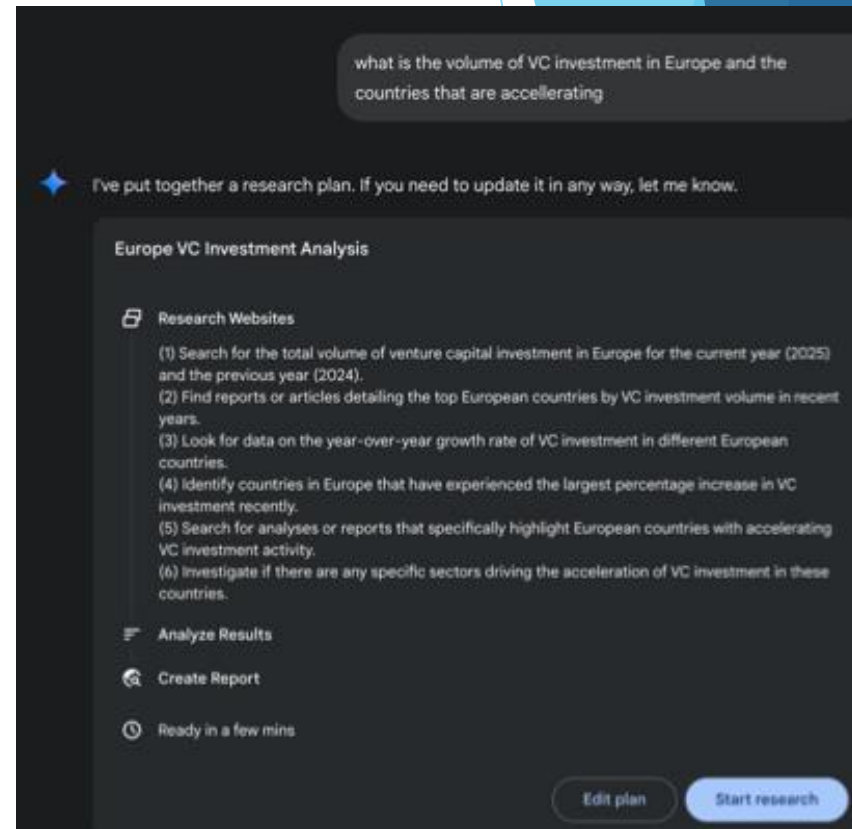 what is the volume of VC investment in Europe and the
countries that are accellerating
I've put together a research plan. If you need to update it in any way, let me know.
Europe VC Investment Analysis
Research Websites
(1) Search for the total volume of venture capital investment in Europe for the current year (2025)
and the previous year (2024).
(2) Find reports or articles detailing the top European countries by VC investment volume in recent
years.
(3) Look for data on the year-over-year growth rate of VC investment in different European
countries.
(4) Identify countries in Europe that have experienced the largest percentage increase in VC
investment recently.
(5) Search for analyses or reports that specifically highlight European countries with accelerating
VC investment activity.
(6) Investigate if there are any specific sectors driving the acceleration of VC investment in these
countries.
Analyze Results
Create Report
Ready in a few mins
Edit plan
Start research